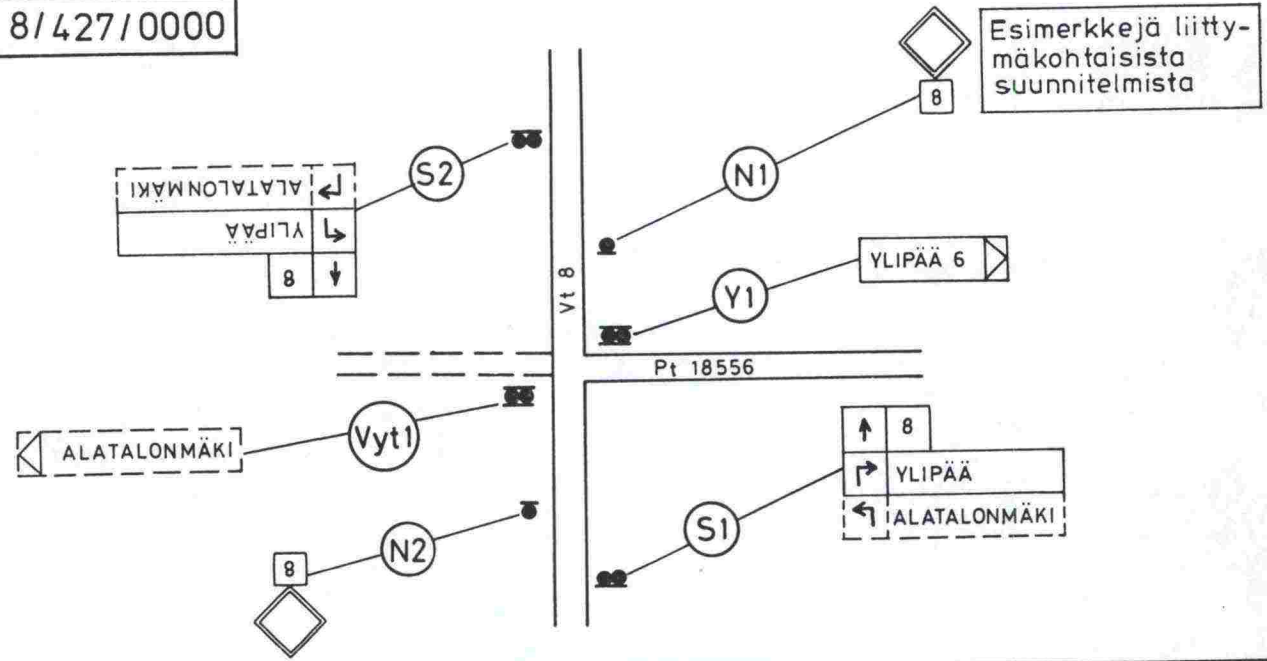 8/427/0000
Esimerkkejä liitty-
mäkohtaisista
suunnitelmista
8
N1
S2
ALATALONMÄKI
YLIPÄÄ
8
Vt 8
YLIPÄÄ 6
Y1
Pt 18556
Vyt1
ALATALONMÄKI
8
YLIPÄÄ
ALATALONMÄKI
S1
N2
8